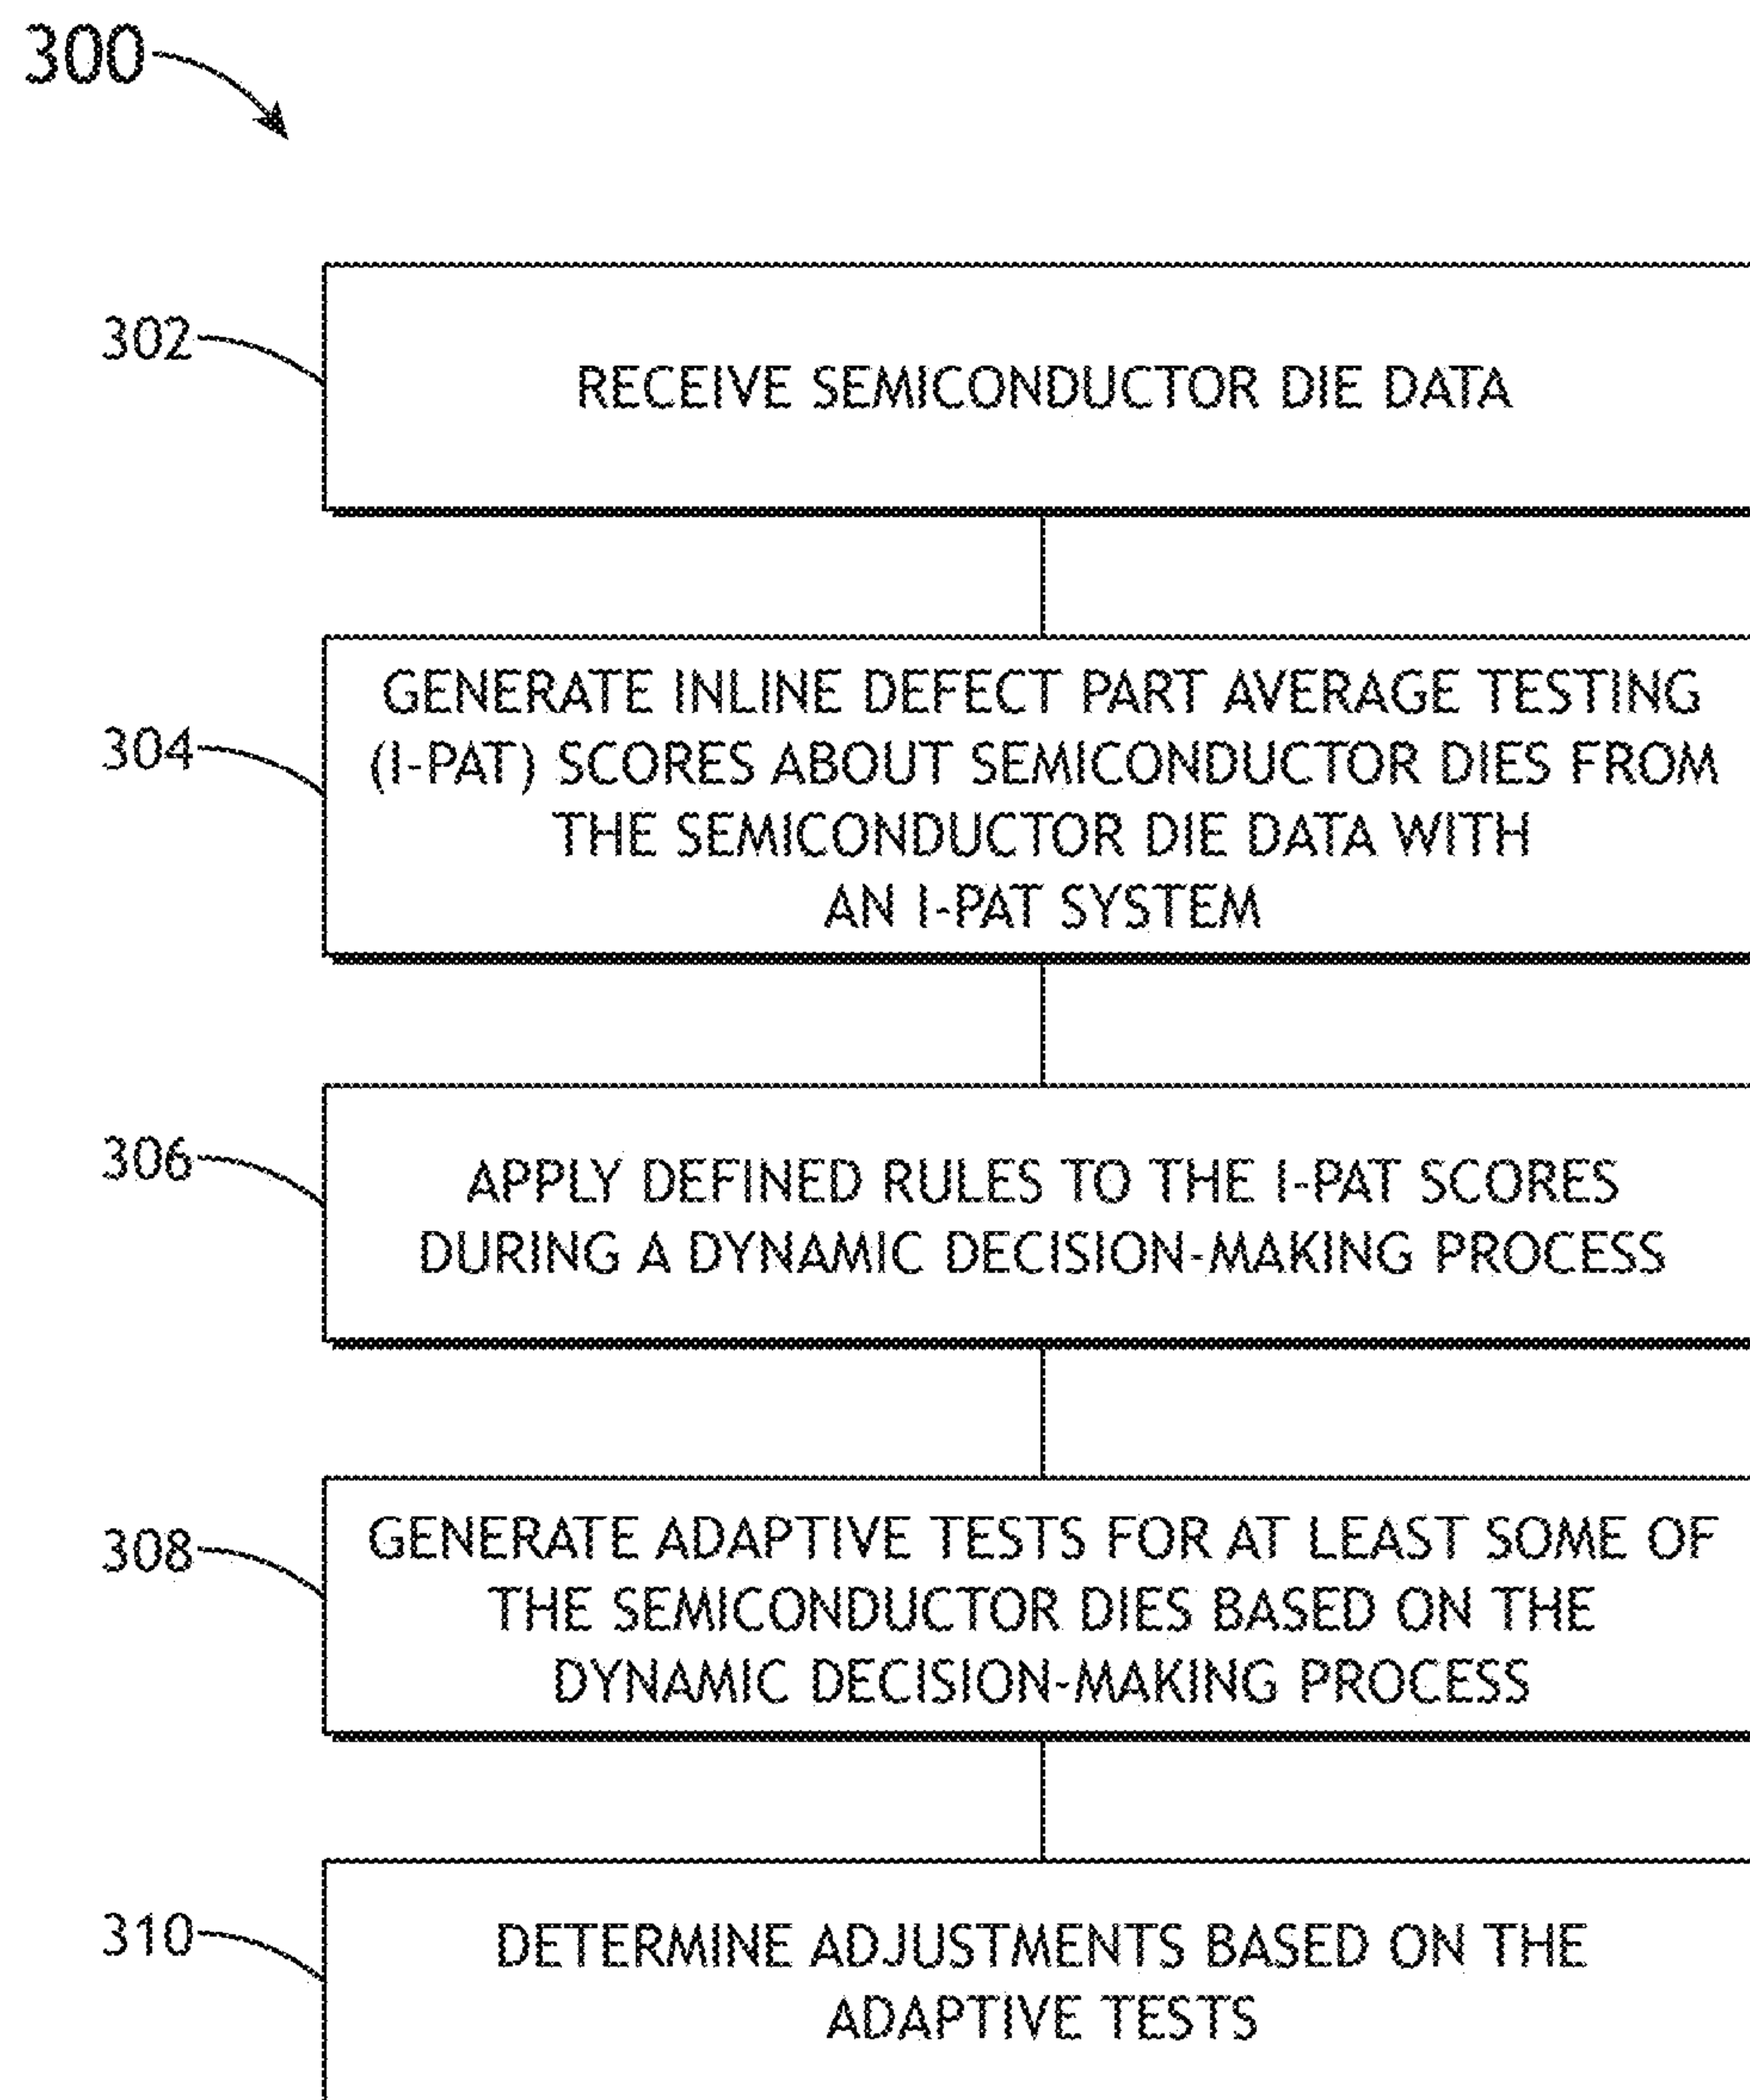 300
302
RECEIVE SEMICONDUCTOR DIE DATA
304
GENERATE INLINE DEFECT PART AVERAGE TESTING
(I-PAT) SCORES ABOUT SEMICONDUCTOR DIES FROM
THE SEMICONDUCTOR DIE DATA WITH
AN I-PAT SYSTEM
306
APPLY DEFINED RULES TO THE I-PAT SCORES
DURING A DYNAMIC DECISION-MAKING PROCESS
308
GENERATE ADAPTIVE TESTS FOR AT LEAST SOME OF
THE SEMICONDUCTOR DIES BASED ON THE
DYNAMIC DECISION-MAKING PROCESS
310
DETERMINE ADJUSTMENTS BASED ON THE
ADAPTIVE TESTS